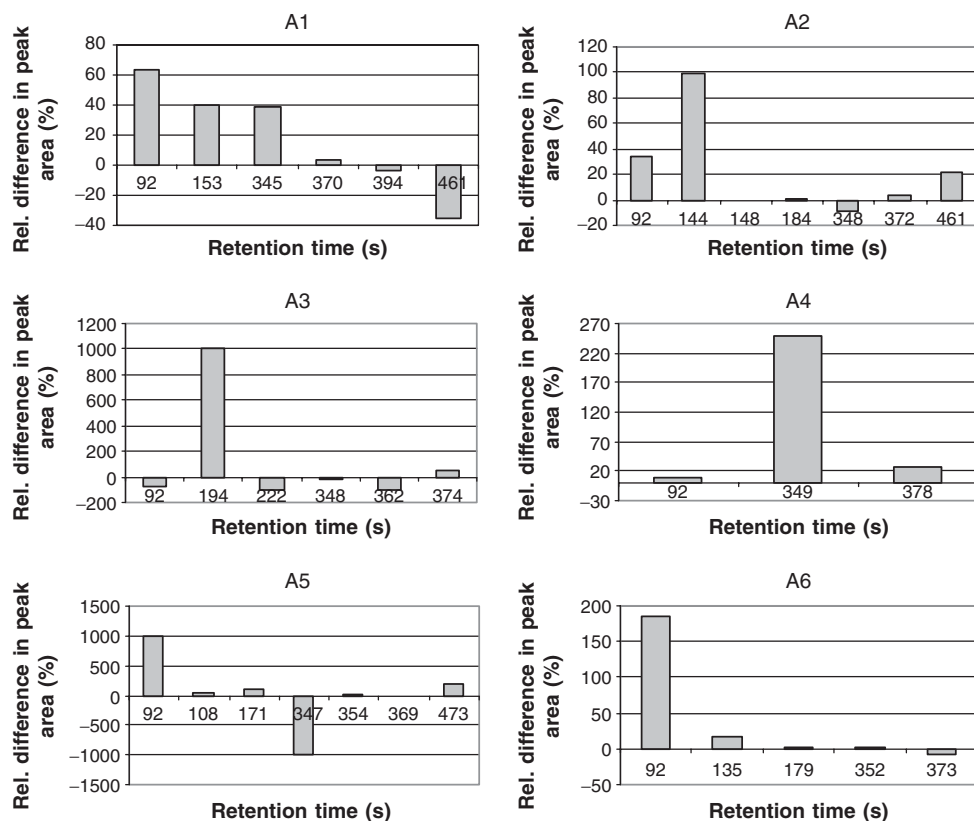 A1
Rel. difference in peak
area (%)
80
60
40
20
0
−20
−40
92 153 345 370 394 461
Retention time (s)
A2
Rel. difference in peak
area (%)
120
100
80
60
40
20
0
−20
92 144 148 184 348 372 461
Retention time (s)
A3
Rel. difference in peak
area (%)
1200
1000
800
600
400
200
0
−200
92 194 222 348 362 374
Retention time (s)
A4
Rel. difference in peak
area (%)
270
220
170
120
70
20
−30
92 349 378
Retention time (s)
A5
Rel. difference in peak
area (%)
1500
1000
500
0
−500
−1000
−1500
92 108 171 347 354 369 473
Retention time (s)
A6
Rel. difference in peak
area (%)
200
150
100
50
0
−50
92 135 179 352 373
Retention time (s)